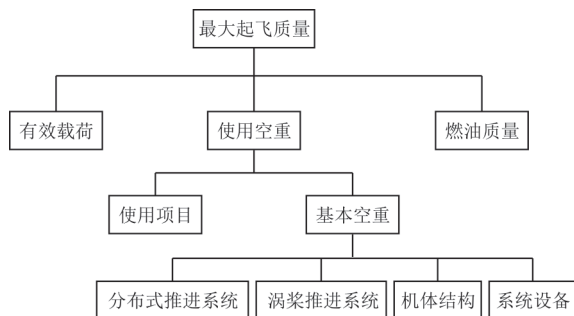 最大起飞质量
有效载荷
使用空重
燃油质量
使用项目
基本空重
分布式推进系统
涡桨推进系统
机体结构
系统设备